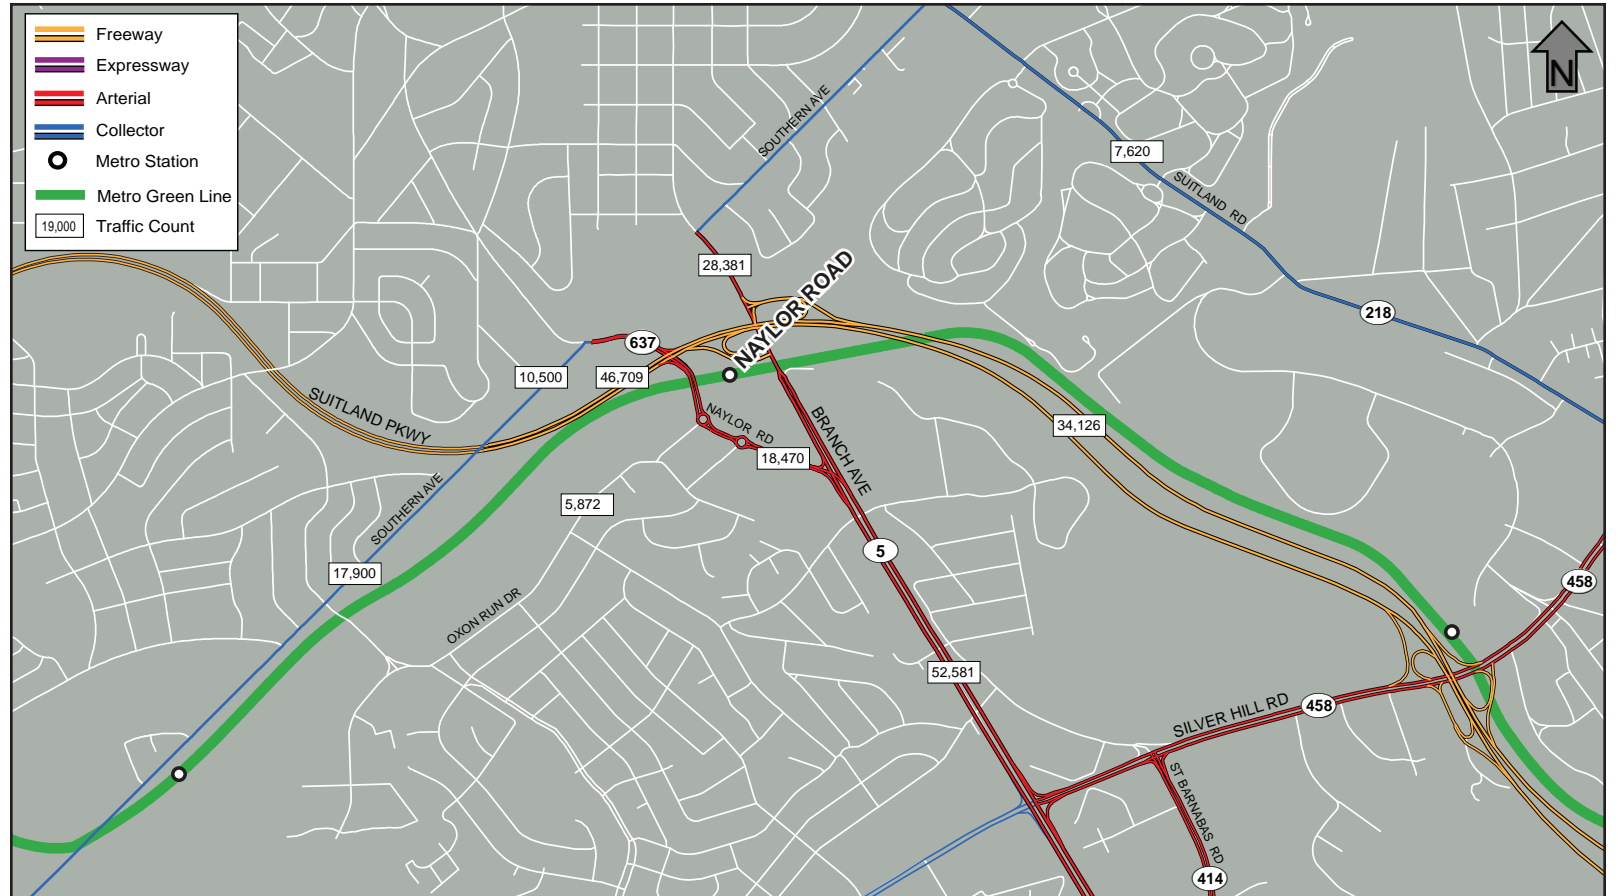 Freeway
Expressway
Arterial
Collector
Metro Station
Metro Green Line
19,000 Traffic Count
N
SOUTHERN AVE
7,620
SUITLAND RD
28,381
NAYLOR ROAD
218
637
10,500
46,709
SUITLAND PKWY
NAYLOR RD
18,470
BRANCH AVE
34,126
5,872
SOUTHERN AVE
17,900
5
458
OXON RUN DR
52,581
SILVER HILL RD
458
ST BARNABAS RD
414